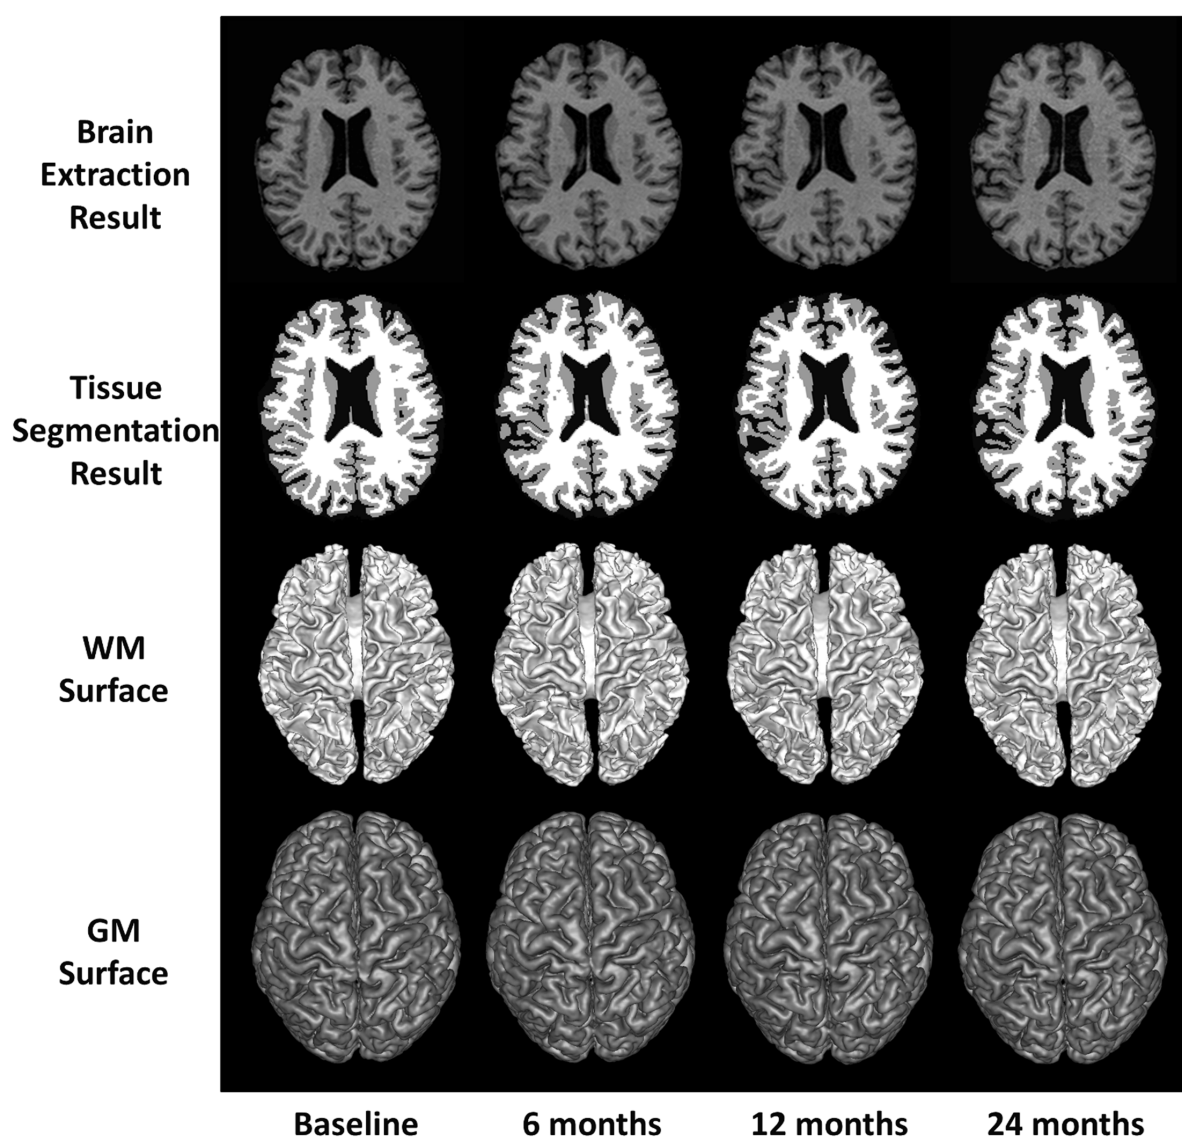 Brain
Extraction
Result
Tissue
Segmentation
Result
WM
Surface
GM
Surface
Baseline
6 months
12 months
24 months